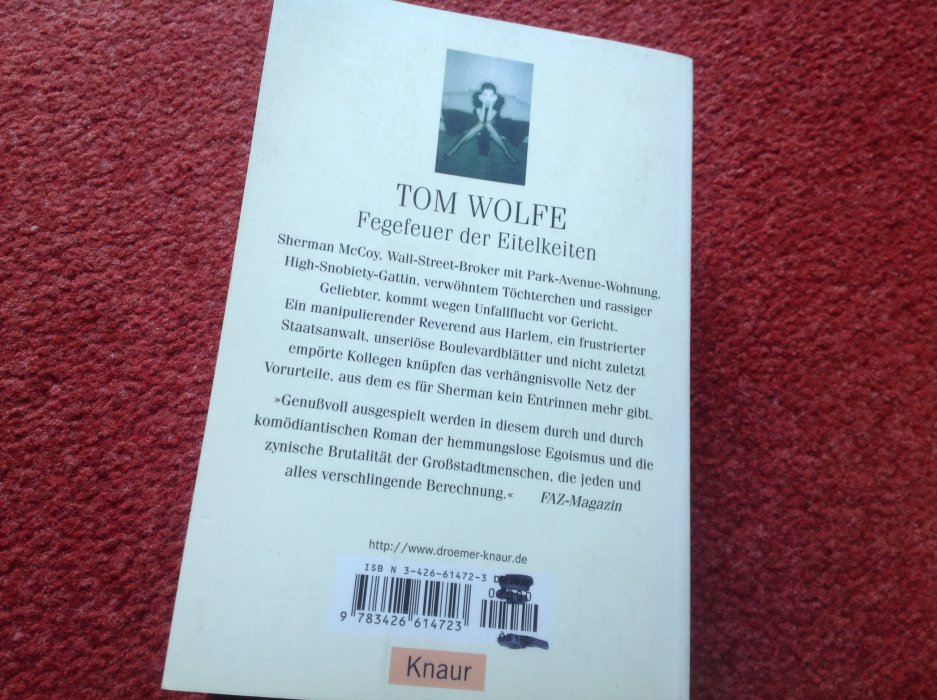 TOM WOLFE
Fegefeuer der Eitelkeiten
Sherman McCoy, Wall-Street-Broker mit Park-Avenue-Wohnung,
High-Snobiety-Gattin, verwöhntem Töchterchen und rassiger
Geliebter, kommt wegen Unfallflucht vor Gericht.
Ein manipulierender Reverend aus Harlem, ein frustrierter
Staatsanwalt, unseriöse Boulevardblätter und nicht zuletzt
empörte Kollegen knüpfen das verhängnisvolle Netz der
Vorurteile, aus dem es für Sherman kein Entrinnen mehr gibt.
»Genußvoll ausgespielt werden in diesem durch und durch
komödiantischen Roman der hemmungslose Egoismus und die
zynische Brutalität der Großstadtmenschen, die jeden und
alles verschlingende Berechnung.« FAZ-Magazin
http://www.droemer-knaur.de
ISB N 3-426-61472-3
9 783426 614723
Knaur